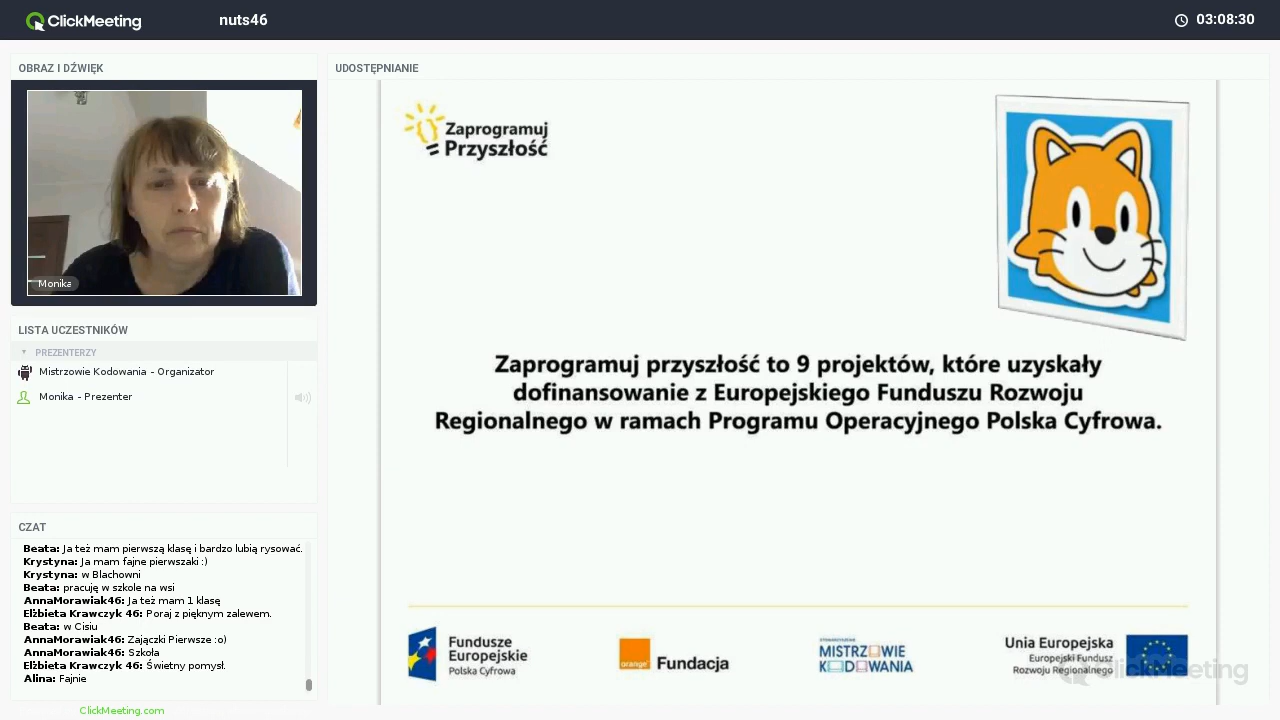 ClickMeeting
nuts46
03:08:30
OBRAZ I DŹWIĘK
Monika
LISTA UCZESTNIKÓW
PREZENTERZY
Mistrzowie Kodowania - Organizator
Monika - Prezenter
CZAT
Beata: Ja też mam pierwszą klasę i bardzo lubią rysować.
Krystyna: Ja mam fajne pierwszaki :)
Krystyna: w Blachowni
Beata: pracuję w szkole na wsi
AnnaMorawiak46: Ja też mam 1 klasę
Elżbieta Krawczyk 46: Poraj z pięknym zalewem.
Beata: w Cisiu
AnnaMorawiak46: Zajączki Pierwsze :o)
AnnaMorawiak46: Szkoła
Elżbieta Krawczyk 46: Świetny pomysł.
Alina: Fajnie
ClickMeeting.com
UDOSTĘPNIANIE
Zaprogramuj
Przyszłość
Zaprogramuj przyszłość to 9 projektów, które uzyskały
dofinansowanie z Europejskiego Funduszu Rozwoju
Regionalnego w ramach Programu Operacyjnego Polska Cyfrowa.
Fundusze
Europejskie
Polska Cyfrowa
orange
Fundacja
STOWARZYSZENIE
MISTRZOWIE
KODOWANIA
Unia Europejska
Europejski Fundusz
Rozwoju Regionalnego
ClickMeeting